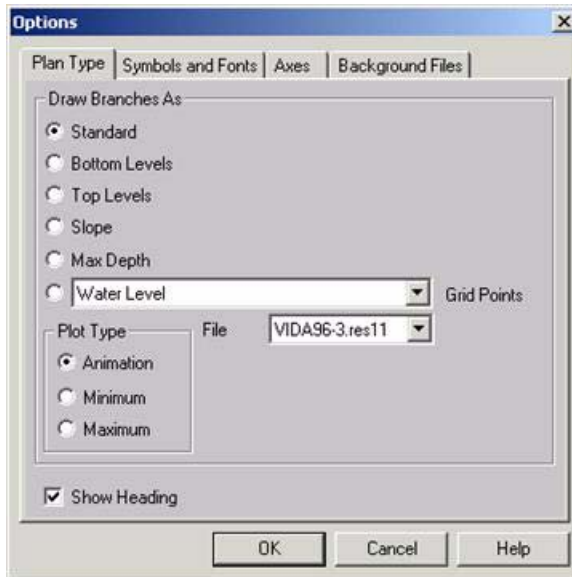 Options
Plan Type Symbols and Fonts Axes Background Files
Draw Branches As
Standard
Bottom Levels
Top Levels
Slope
Max Depth
Water Level Grid Points
Plot Type File VIDA96-3.res11
Animation
Minimum
Maximum
Show Heading
OK Cancel Help